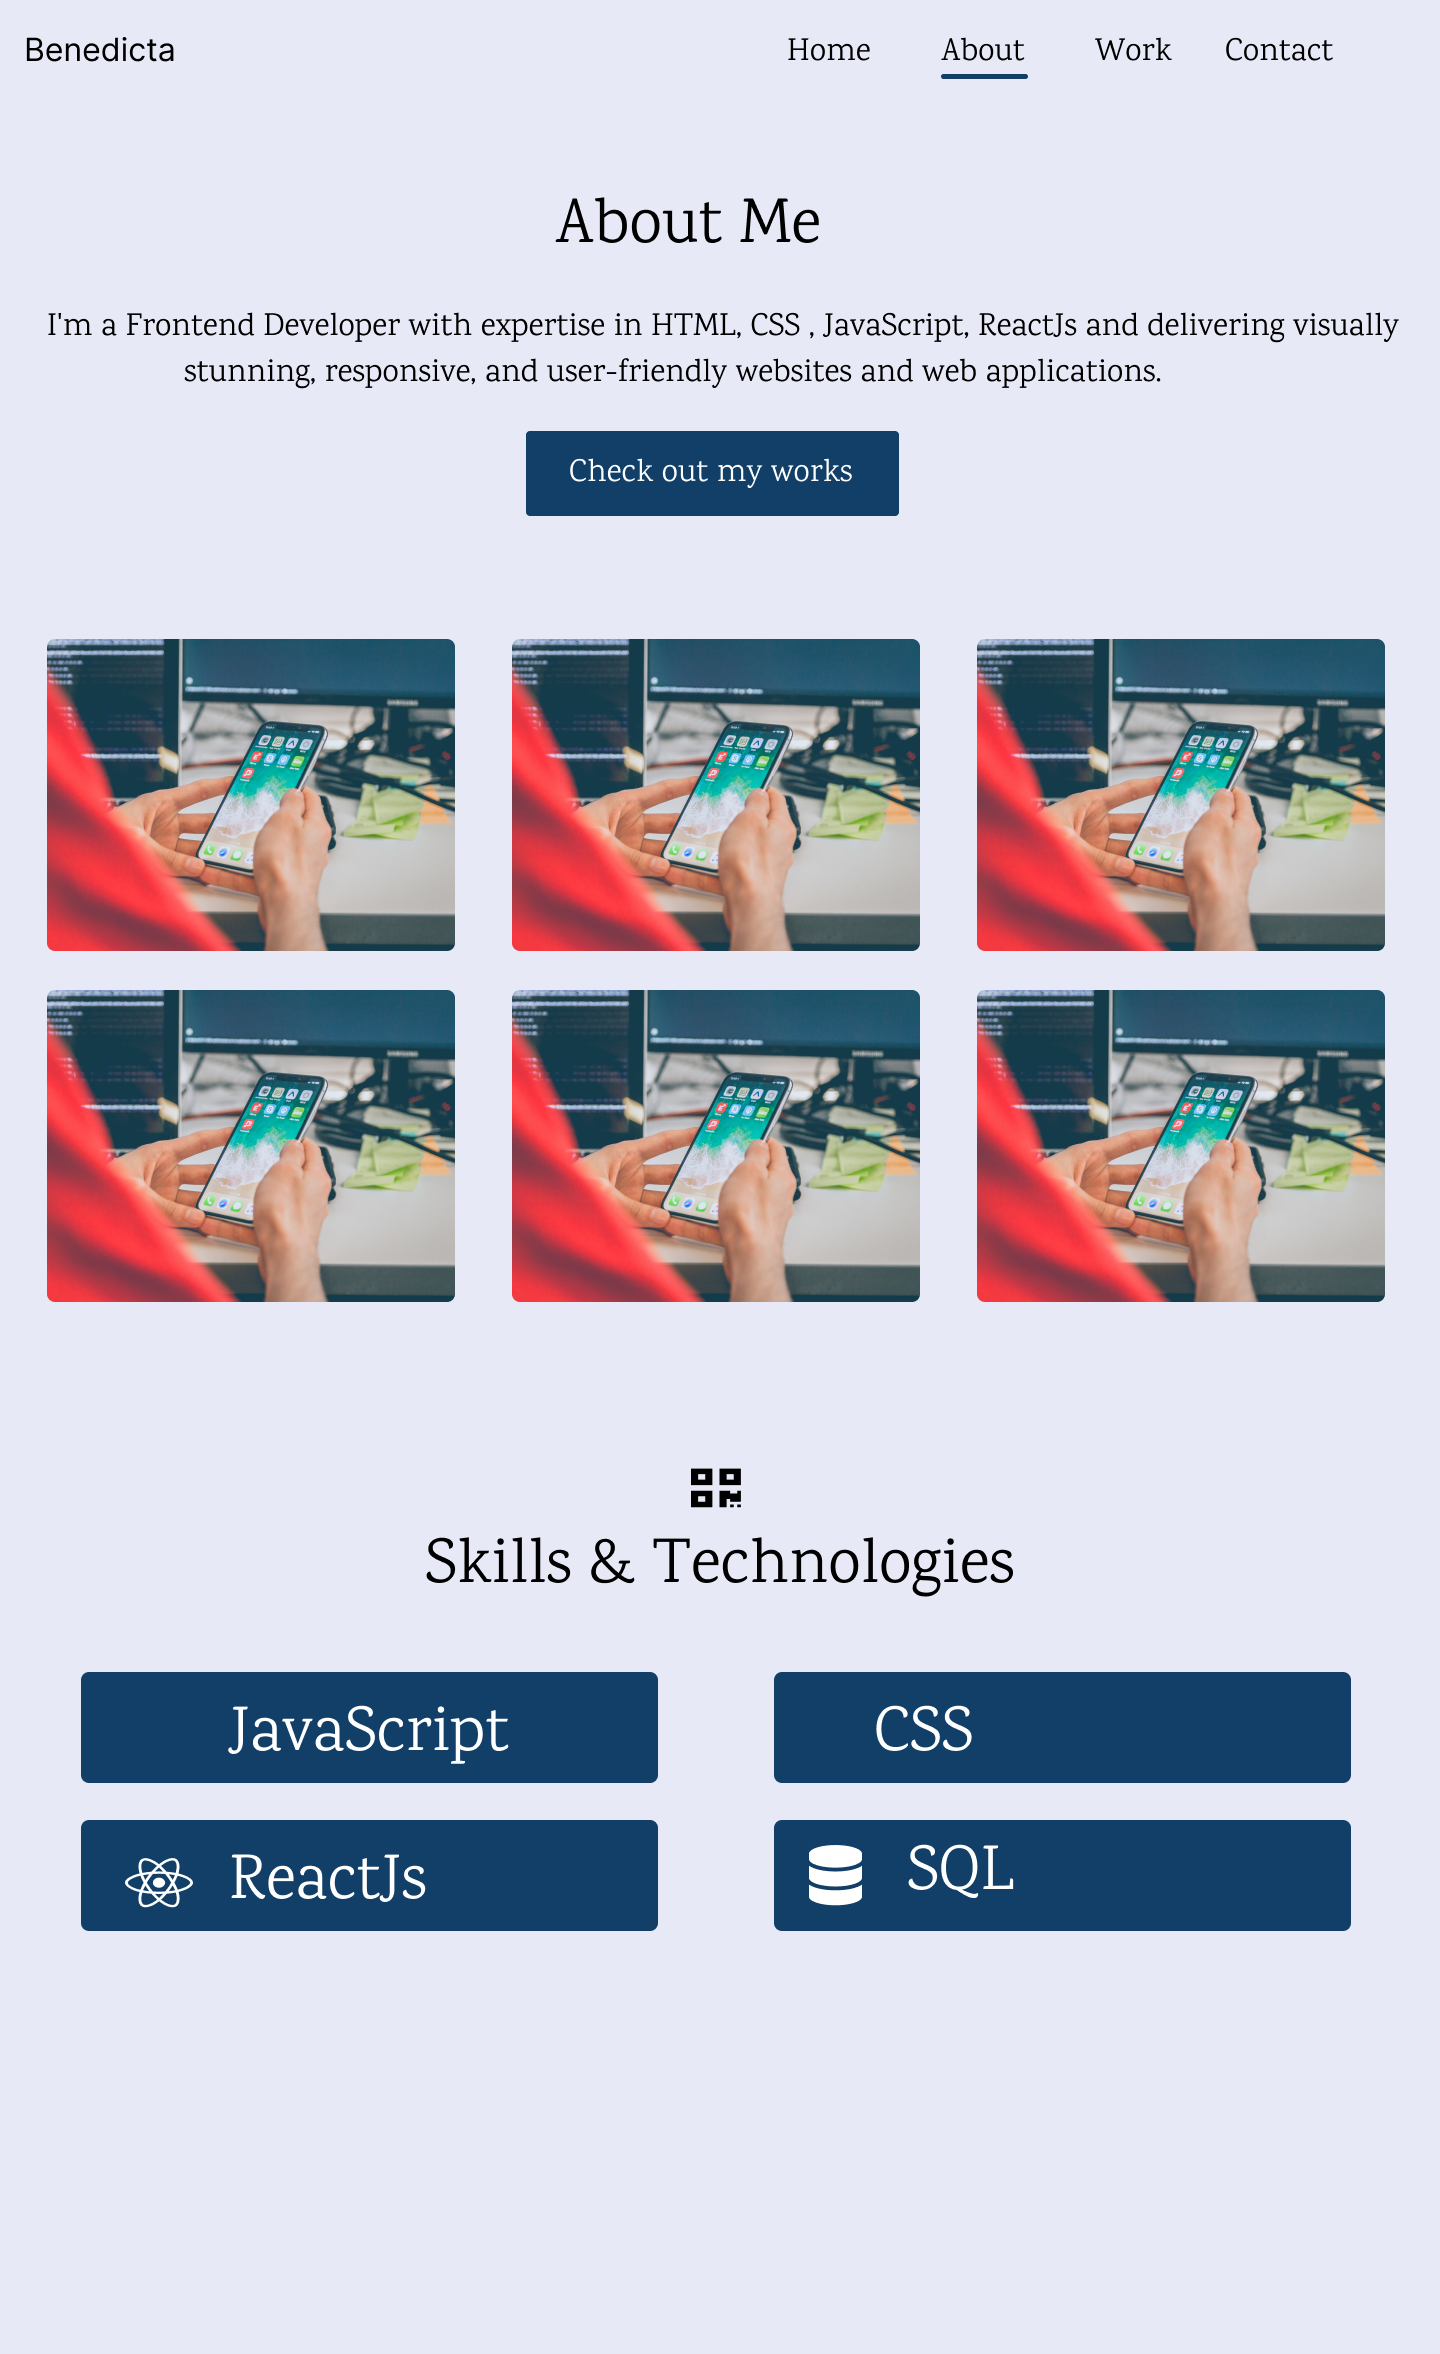 Benedicta
Home About Work Contact
About Me
I'm a Frontend Developer with expertise in HTML, CSS , JavaScript, ReactJs and delivering visually
stunning, responsive, and user-friendly websites and web applications.
Check out my works
Skills & Technologies
JavaScript
CSS
ReactJs
SQL